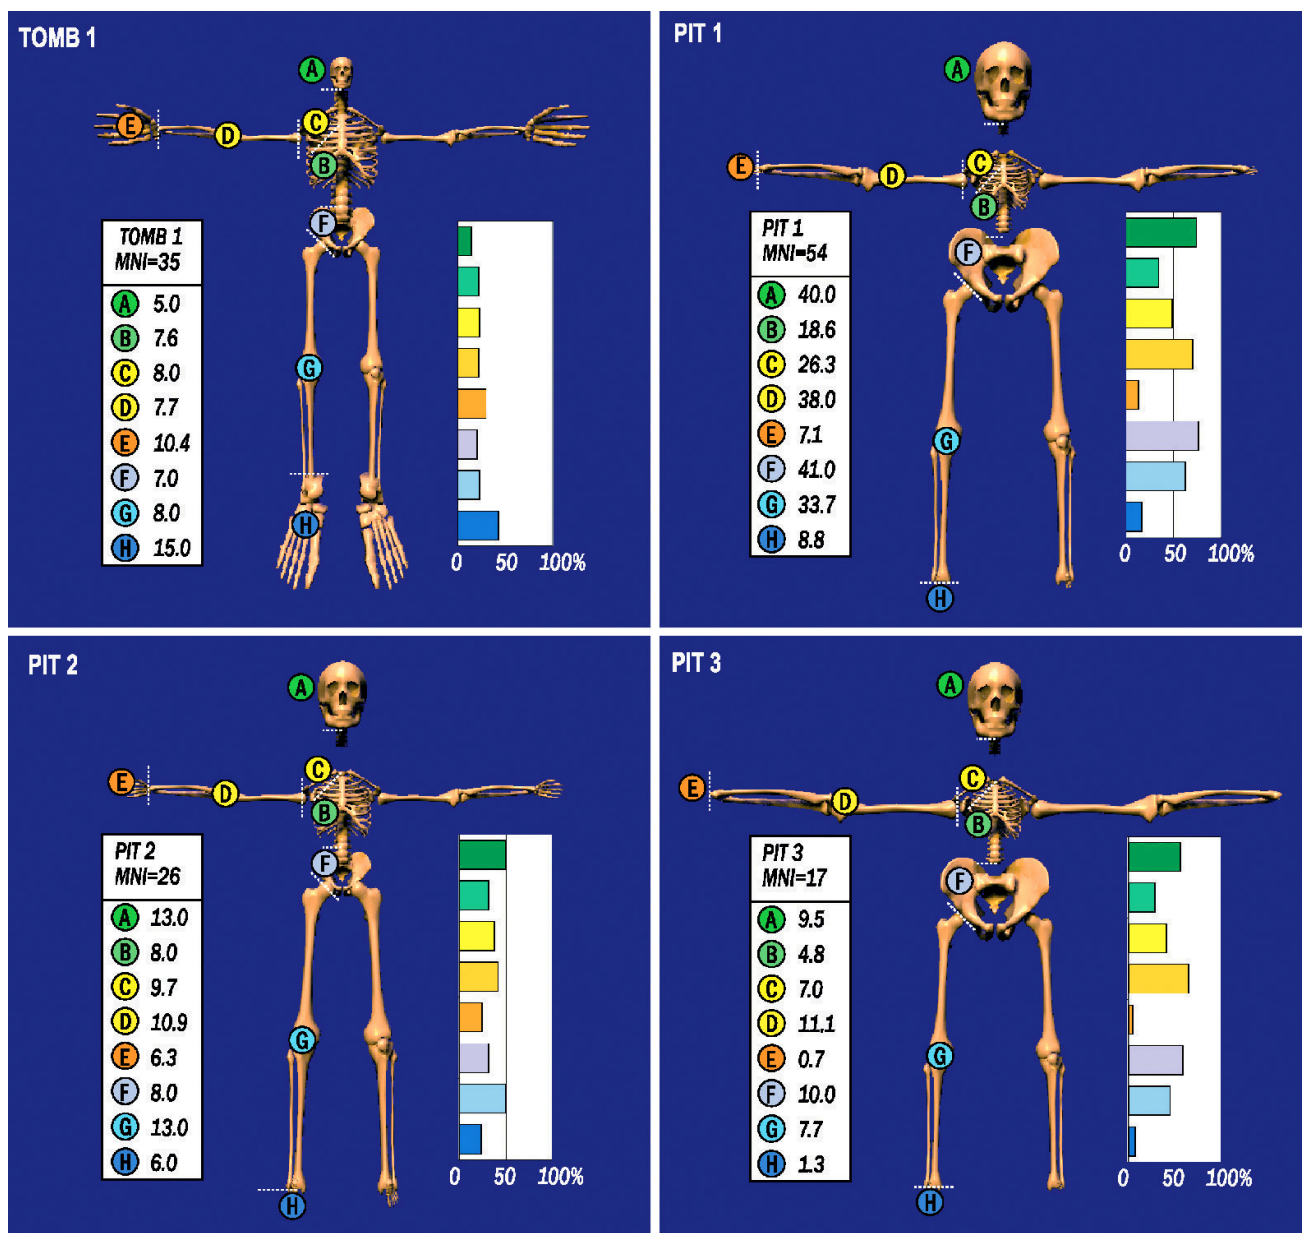 TOMB 1
A
E
D
C
B
F
G
H
TOMB 1
MNI=35
A 5.0
B 7.6
C 8.0
D 7.7
E 10.4
F 7.0
G 8.0
H 15.0
0 50 100%
PIT 1
A
E
D
C
B
F
G
H
PIT 1
MNI=54
A 40.0
B 18.6
C 26.3
D 38.0
E 7.1
F 41.0
G 33.7
H 8.8
0 50 100%
PIT 2
A
E
D
C
B
F
G
H
PIT 2
MNI=26
A 13.0
B 8.0
C 9.7
D 10.9
E 6.3
F 8.0
G 13.0
H 6.0
0 50 100%
PIT 3
A
E
D
C
B
F
G
H
PIT 3
MNI=17
A 9.5
B 4.8
C 7.0
D 11.1
E 0.7
F 10.0
G 7.7
H 1.3
0 50 100%